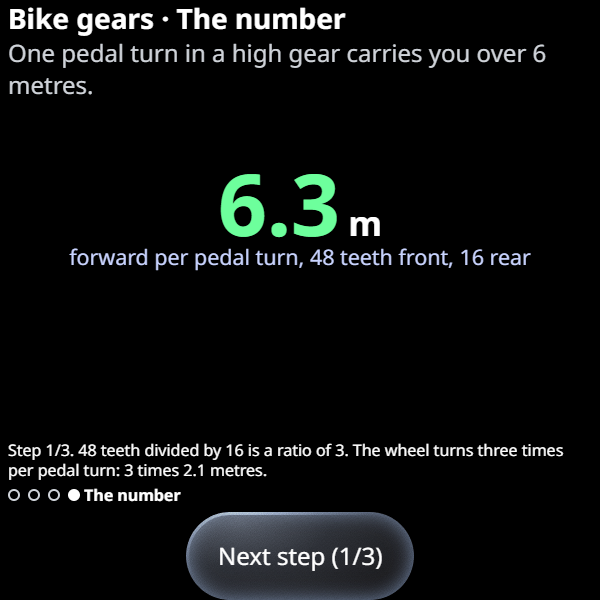 Bike gears · The number
One pedal turn in a high gear carries you over 6
metres.
6.3 m
forward per pedal turn, 48 teeth front, 16 rear
Step 1/3. 48 teeth divided by 16 is a ratio of 3. The wheel turns three times
per pedal turn: 3 times 2.1 metres.
The number
Next step (1/3)